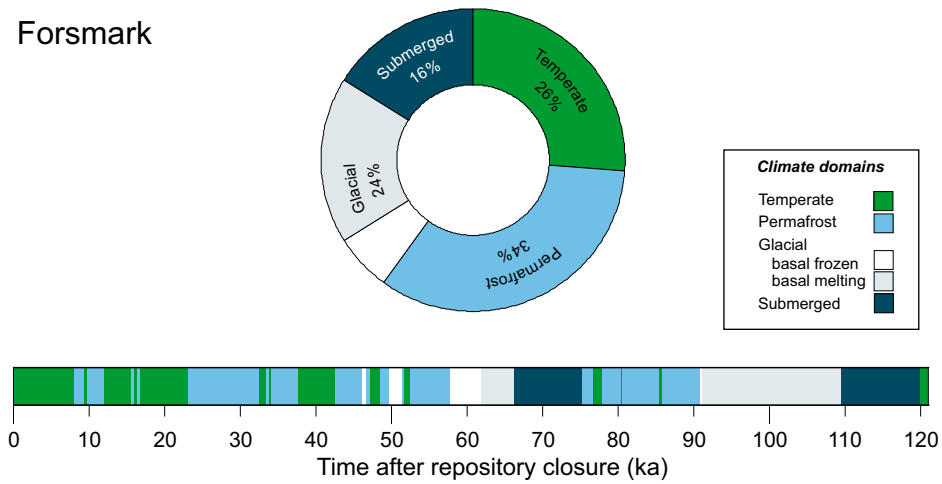 Forsmark
Submerged
16%
Temperate
26%
Glacial
24%
Permafrost
34%
Climate domains
Temperate
Permafrost
Glacial
basal frozen
basal melting
Submerged
0 10 20 30 40 50 60 70 80 90 100 110 120
Time after repository closure (ka)